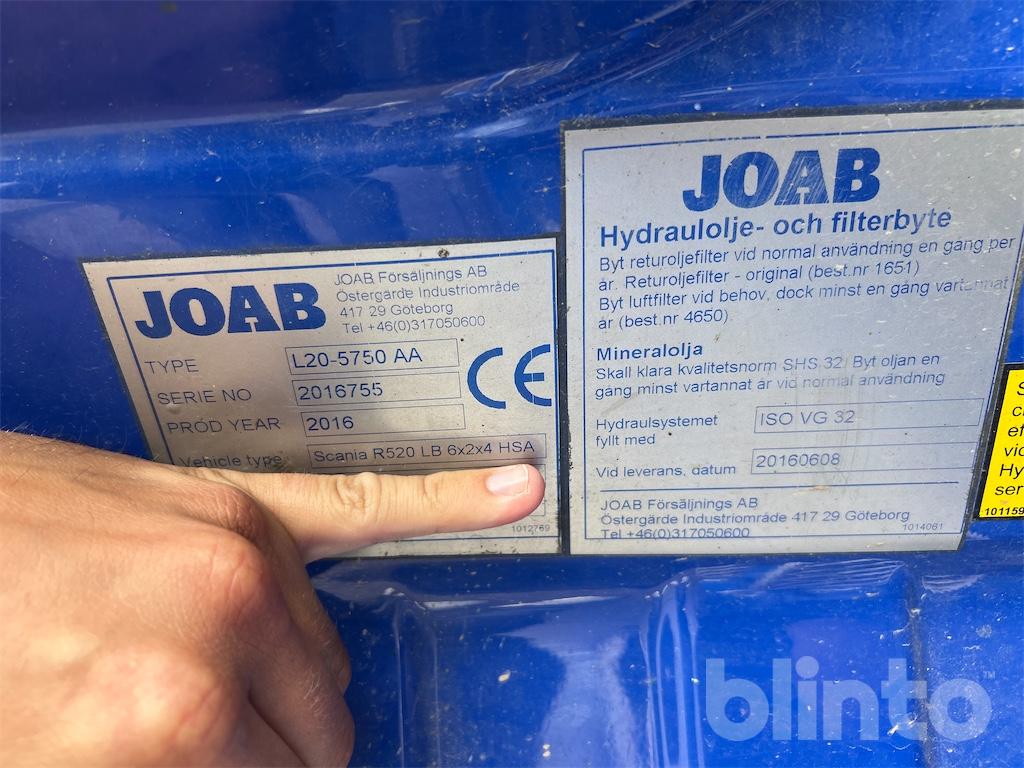 JOAB
JOAB Försäljnings AB
Östergärde Industriområde
417 29 Göteborg
Tel +46(0)317050600
TYPE L20-5750 AA
SERIE NO 2016755
PROD YEAR 2016
Vehicle type Scania R520 LB 6x2x4 HSA
CE
1012769
JOAB
Hydraulolje- och filterbyte
Byt returoljefilter vid normal användning en gång per
år. Returoljefilter - original (best.nr 1651)
Byt luftfilter vid behov, dock minst en gång vartannat
år (best.nr 4650).
Mineralolja
Skall klara kvalitetsnorm SHS 32. Byt oljan en
gång minst vartannat år vid normal användning
Hydraulsystemet
fyllt med ISO VG 32
Vid leverans, datum 20160608
JOAB Försäljnings AB
Östergärde Industriområde 417 29 Göteborg
Tel +46(0)317050600
1014081
101159
blinto